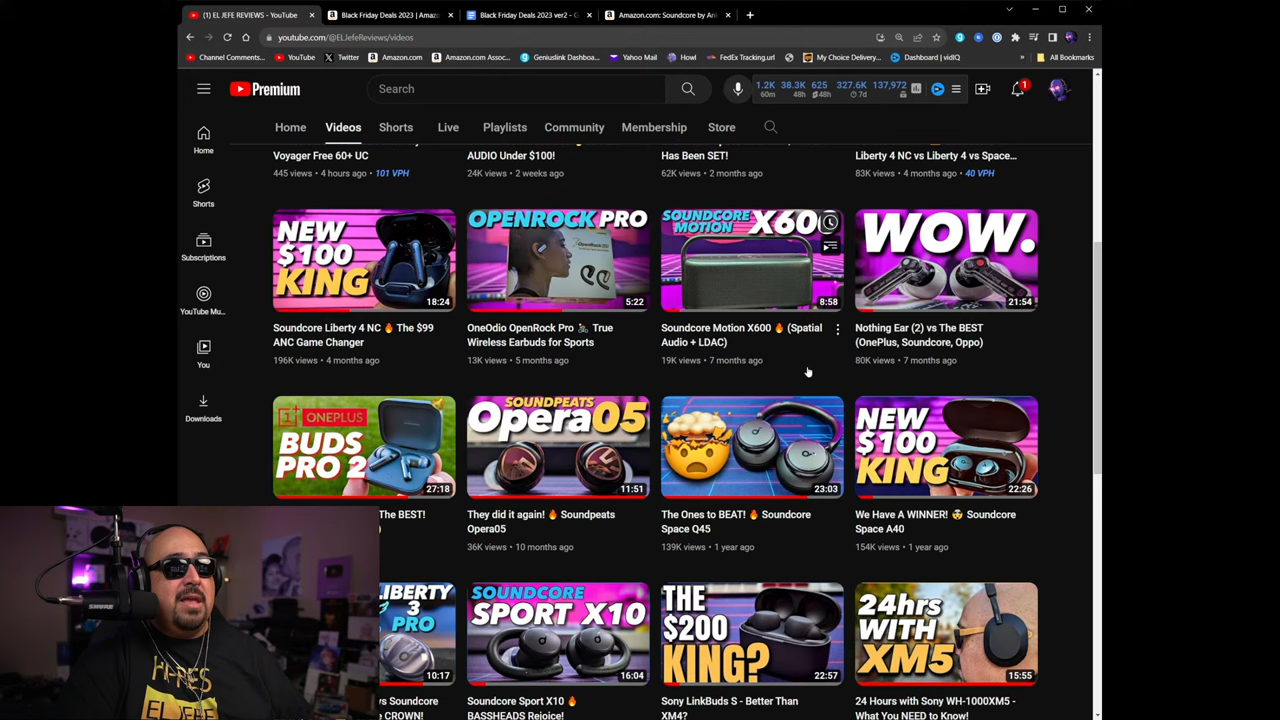 (1) EL JEFE REVIEWS - YouTube
Black Friday Deals 2023 | Amaz
Black Friday Deals 2023 ver2 - G
Amazon.com: Soundcore by An
youtube.com/@ELJefeReviews/videos
Channel Comments...
YouTube
Twitter
Amazon.com
Amazon.com Assoc...
Geniuslink Dashboa...
Yahoo Mail
Howl
FedEx Tracking.url
My Choice Delivery...
Dashboard | vidIQ
All Bookmarks
Premium
Search
1.2K 38.3K 625 327.6K 137,972
60m 48h 48h 7d
1
Home Videos Shorts Live Playlists Community Membership Store
Home
Shorts
Subscriptions
YouTube Mu...
You
Downloads
Voyager Free 60+ UC
445 views • 4 hours ago • 101 VPH
AUDIO Under $100!
24K views • 2 weeks ago
Has Been SET!
62K views • 2 months ago
Liberty 4 NC vs Liberty 4 vs Space...
83K views • 4 months ago • 40 VPH
NEW
$100
KING
18:24
Soundcore Liberty 4 NC 🔥 The $99
ANC Game Changer
196K views • 4 months ago
OPENROCK PRO
5:22
OneOdio OpenRock Pro 🚴 True
Wireless Earbuds for Sports
13K views • 5 months ago
SOUNDCORE
MOTION
X600
8:58
Soundcore Motion X600 🔥 (Spatial
Audio + LDAC)
19K views • 7 months ago
WOW.
21:54
Nothing Ear (2) vs The BEST
(OnePlus, Soundcore, Oppo)
80K views • 7 months ago
1+ ONEPLUS
BUDS
PRO 2
27:18
The BEST!
SOUNDPEATS
Opera05
11:51
They did it again! 🔥 Soundpeats
Opera05
36K views • 10 months ago
23:03
The Ones to BEAT! 🔥 Soundcore
Space Q45
139K views • 1 year ago
NEW
$100
KING
22:26
We Have A WINNER! 🤯 Soundcore
Space A40
154K views • 1 year ago
LIBERTY
3
PRO
10:17
vs Soundcore
he CROWN!
SOUNDCORE
SPORT X10
16:04
Soundcore Sport X10 🔥
BASSHEADS Rejoice!
THE
$200
KING?
22:57
Sony LinkBuds S - Better Than
XM4?
24hrs
WITH
XM5
15:55
24 Hours with Sony WH-1000XM5 -
What You NEED to Know!
SHURE
HI-RES
EL JEFE